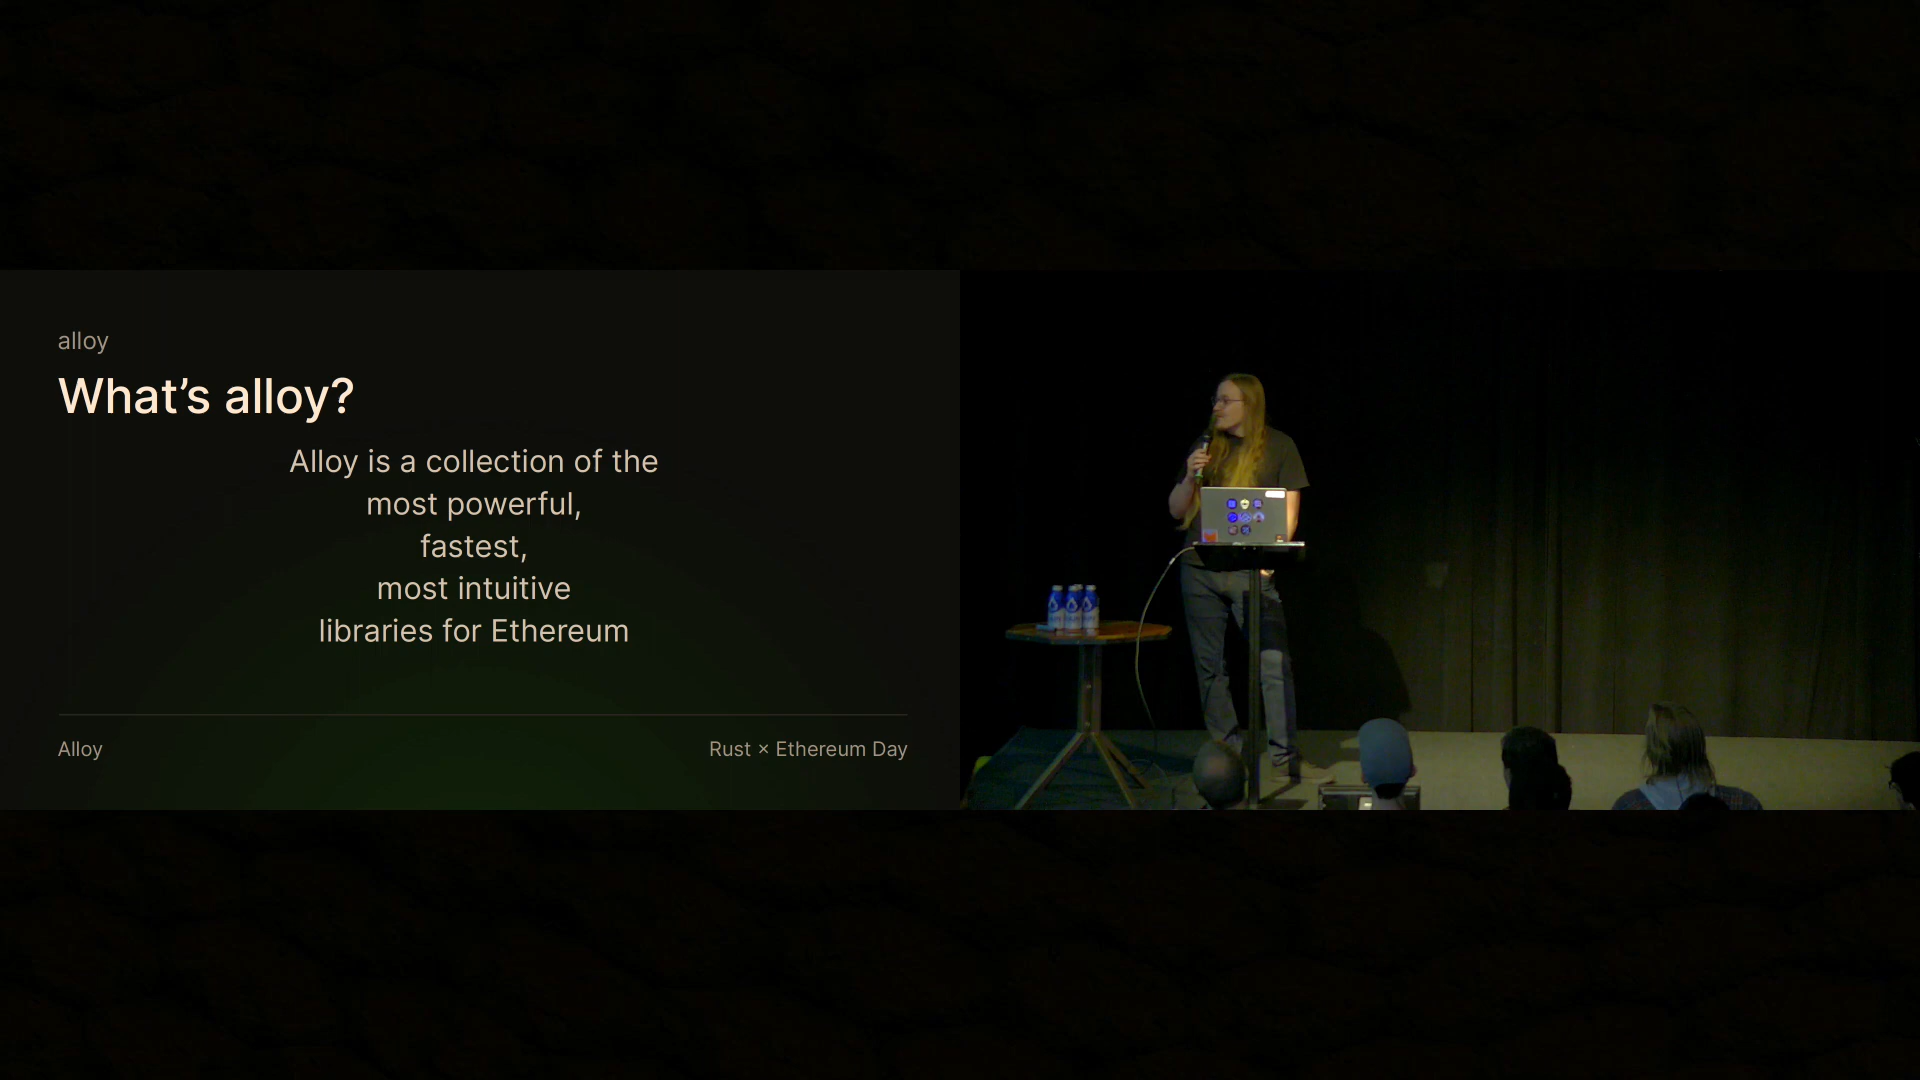 alloy
What's alloy?
Alloy is a collection of the
most powerful,
fastest,
most intuitive
libraries for Ethereum
Alloy
Rust × Ethereum Day